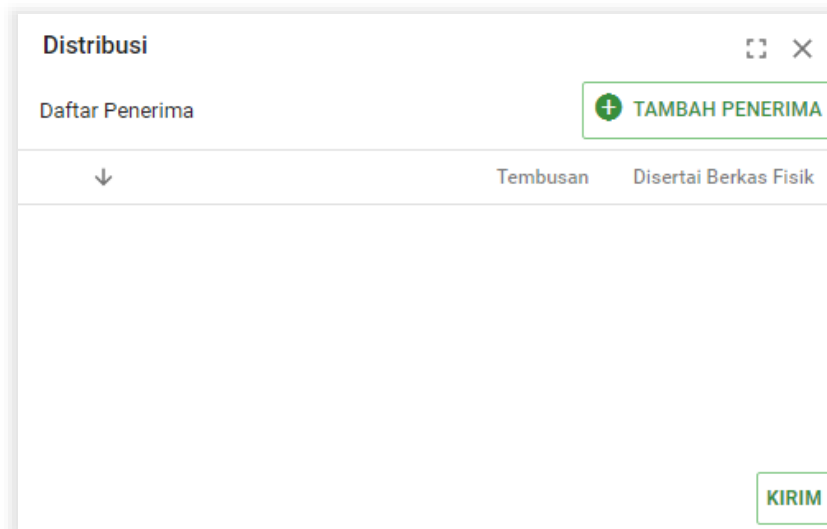 Distribusi
Daftar Penerima TAMBAH PENERIMA
Tembusan Disertai Berkas Fisik
KIRIM